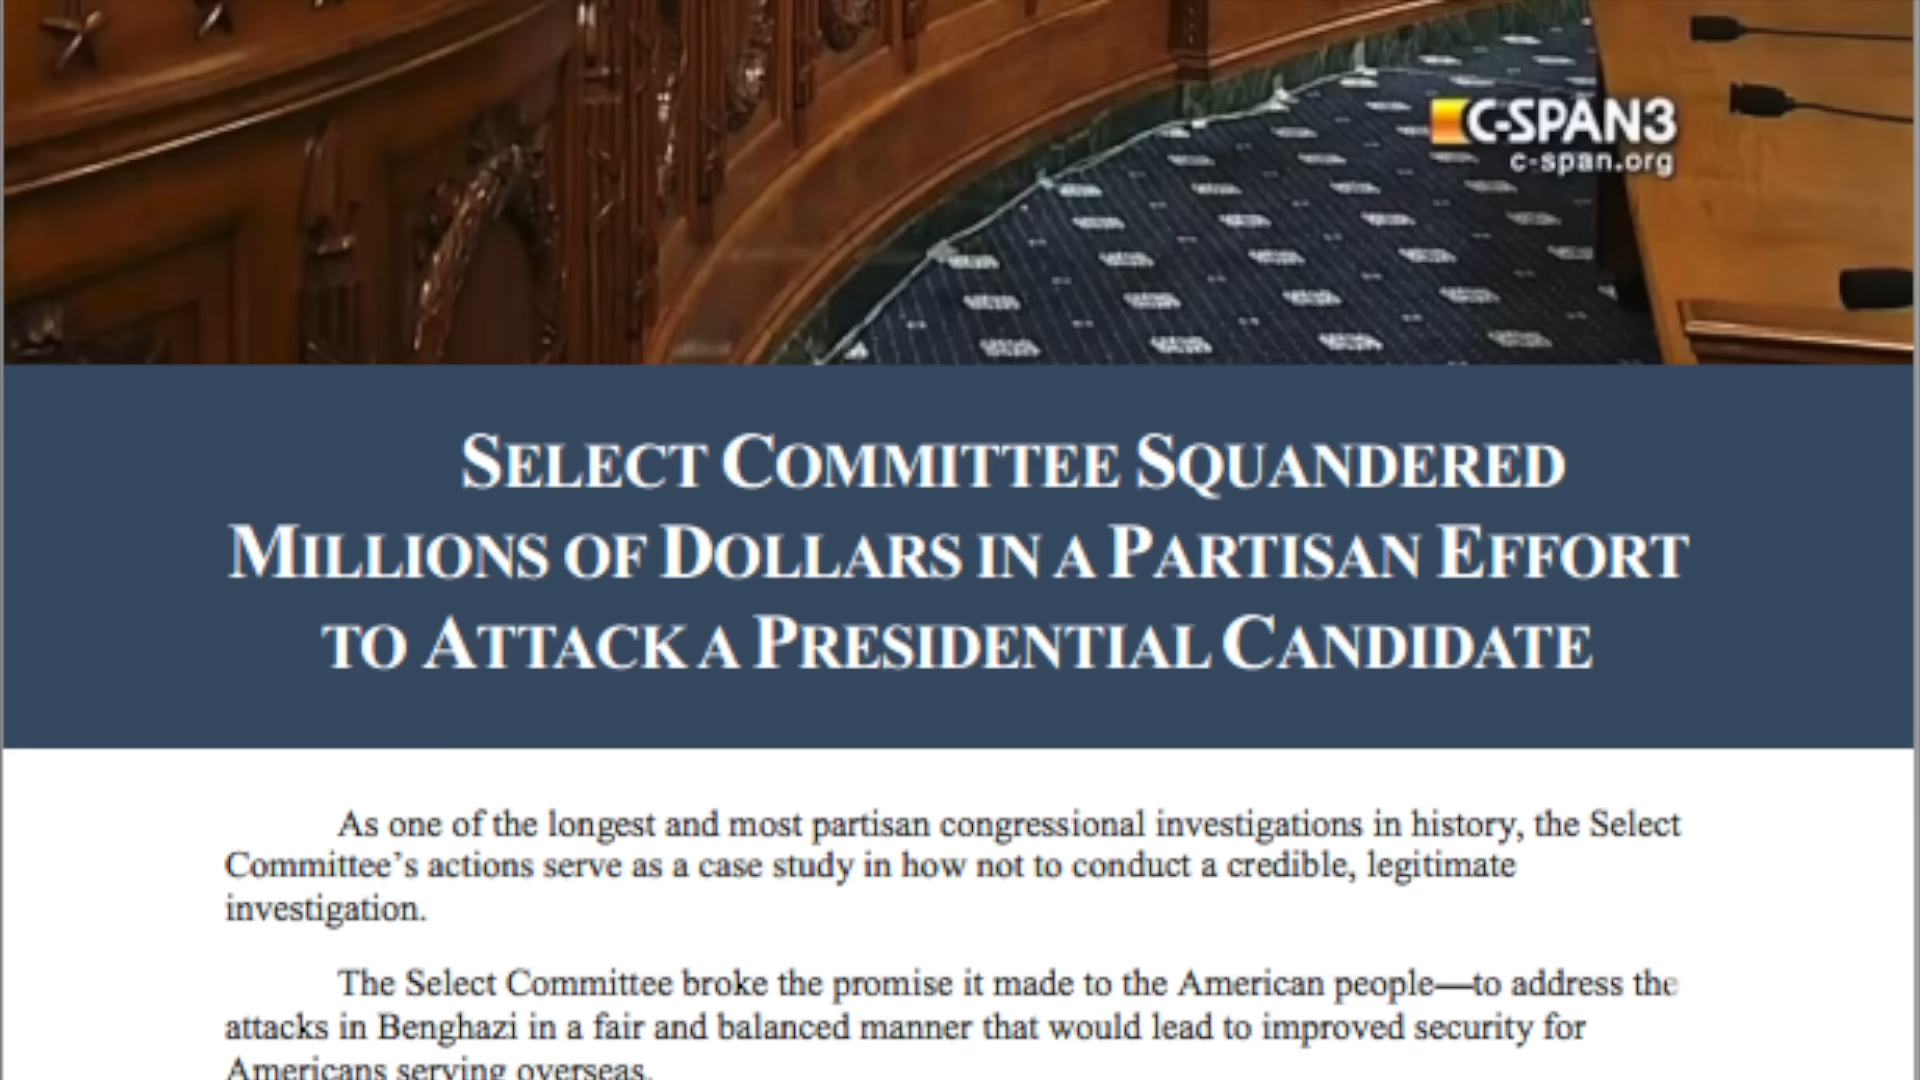 C-SPAN3
c-span.org
SELECT COMMITTEE SQUANDERED
MILLIONS OF DOLLARS IN A PARTISAN EFFORT
TO ATTACK A PRESIDENTIAL CANDIDATE
As one of the longest and most partisan congressional investigations in history, the Select
Committee’s actions serve as a case study in how not to conduct a credible, legitimate
investigation.
The Select Committee broke the promise it made to the American people—to address the
attacks in Benghazi in a fair and balanced manner that would lead to improved security for
Americans serving overseas.